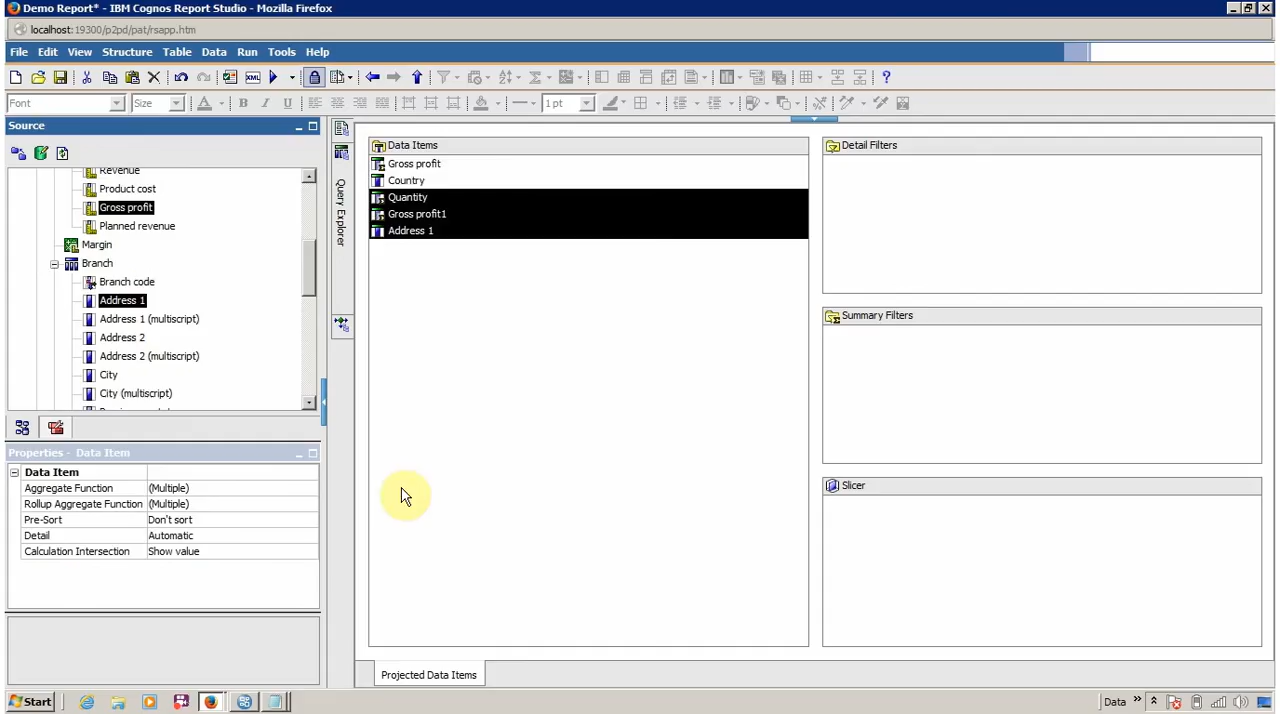 Demo Report* - IBM Cognos Report Studio - Mozilla Firefox
localhost:19300/p2pd/pat/rsapp.htm
File Edit View Structure Table Data Run Tools Help
XML
Font Size A B I U 1 pt
Source
Revenue
Product cost
Gross profit
Planned revenue
Margin
Branch
Branch code
Address 1
Address 1 (multiscript)
Address 2
Address 2 (multiscript)
City
City (multiscript)
Query Explorer
Data Items
Gross profit
Country
Quantity
Gross profit1
Address 1
Detail Filters
Summary Filters
Slicer
Properties - Data Item
Data Item
Aggregate Function (Multiple)
Rollup Aggregate Function (Multiple)
Pre-Sort Don't sort
Detail Automatic
Calculation Intersection Show value
Projected Data Items
Start Data »